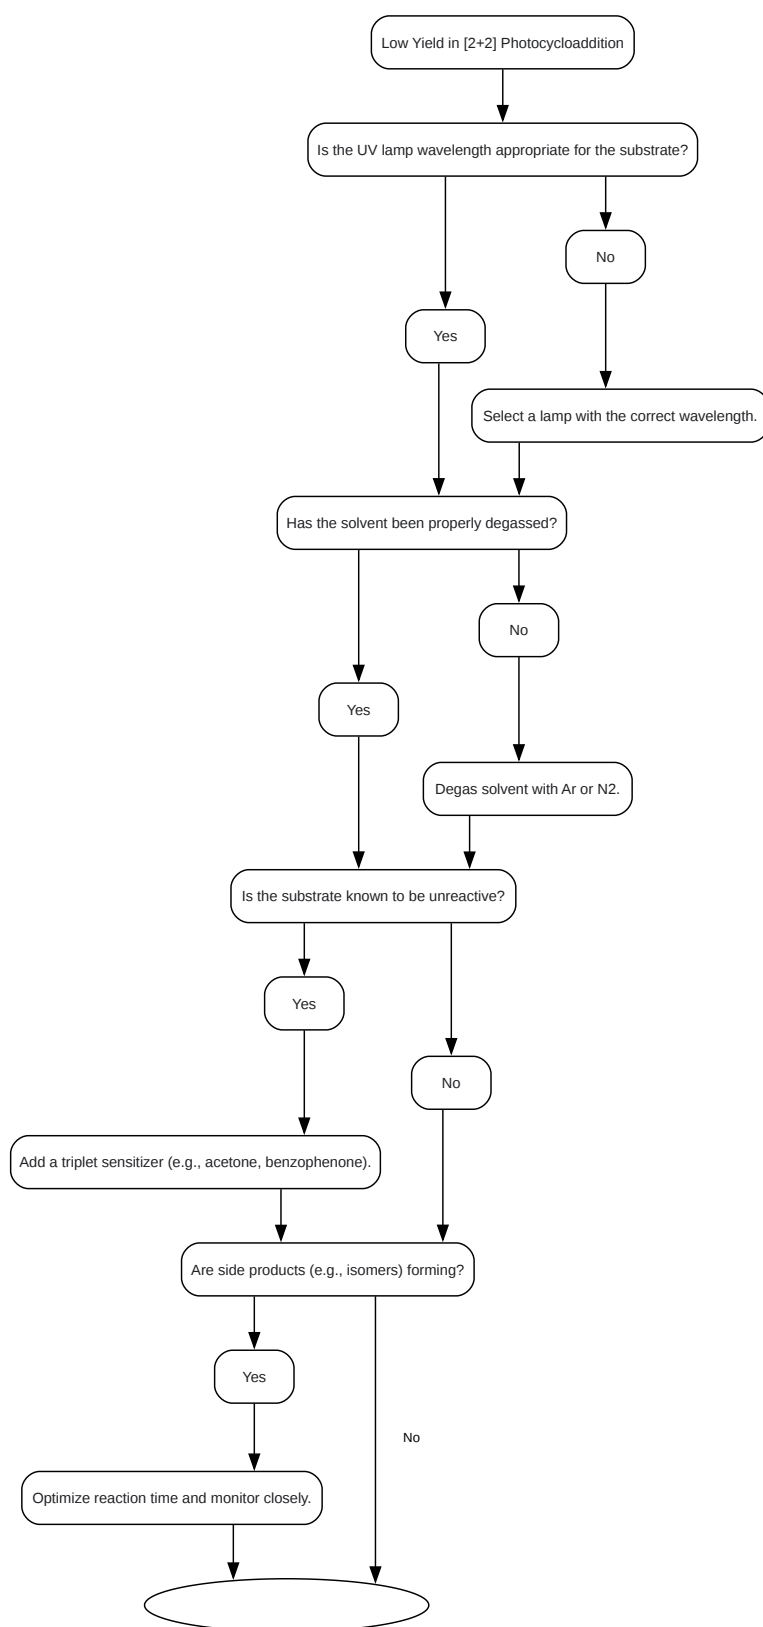 Low Yield in [2+2] Photocycloaddition
Is the UV lamp wavelength appropriate for the substrate?
No
Yes
Select a lamp with the correct wavelength.
Has the solvent been properly degassed?
No
Yes
Degas solvent with Ar or N2.
Is the substrate known to be unreactive?
Yes
No
Add a triplet sensitizer (e.g., acetone, benzophenone).
Are side products (e.g., isomers) forming?
Yes
No
Optimize reaction time and monitor closely.